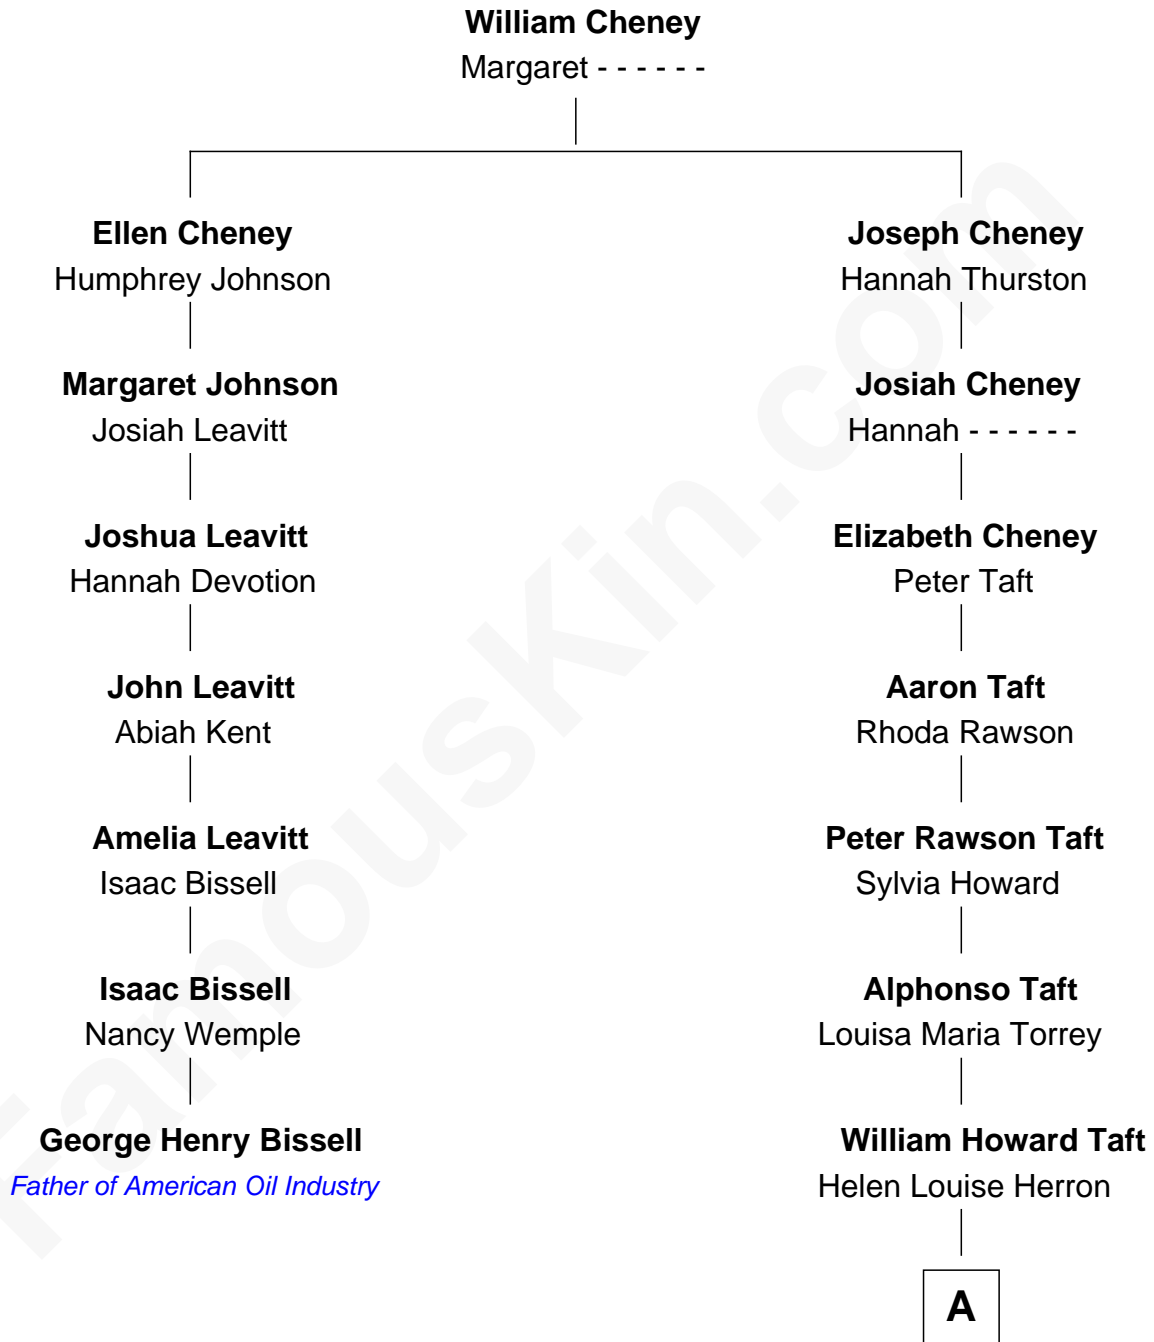 William Cheney
Margaret - - - - - -
Ellen Cheney
Humphrey Johnson
Joseph Cheney
Hannah Thurston
Margaret Johnson
Josiah Leavitt
Josiah Cheney
Hannah - - - - - -
Joshua Leavitt
Hannah Devotion
Elizabeth Cheney
Peter Taft
John Leavitt
Abiah Kent
Aaron Taft
Rhoda Rawson
Amelia Leavitt
Isaac Bissell
Peter Rawson Taft
Sylvia Howard
Isaac Bissell
Nancy Wemple
Alphonso Taft
Louisa Maria Torrey
George Henry Bissell
Father of American Oil Industry
William Howard Taft
Helen Louise Herron
A
FamousKin.com